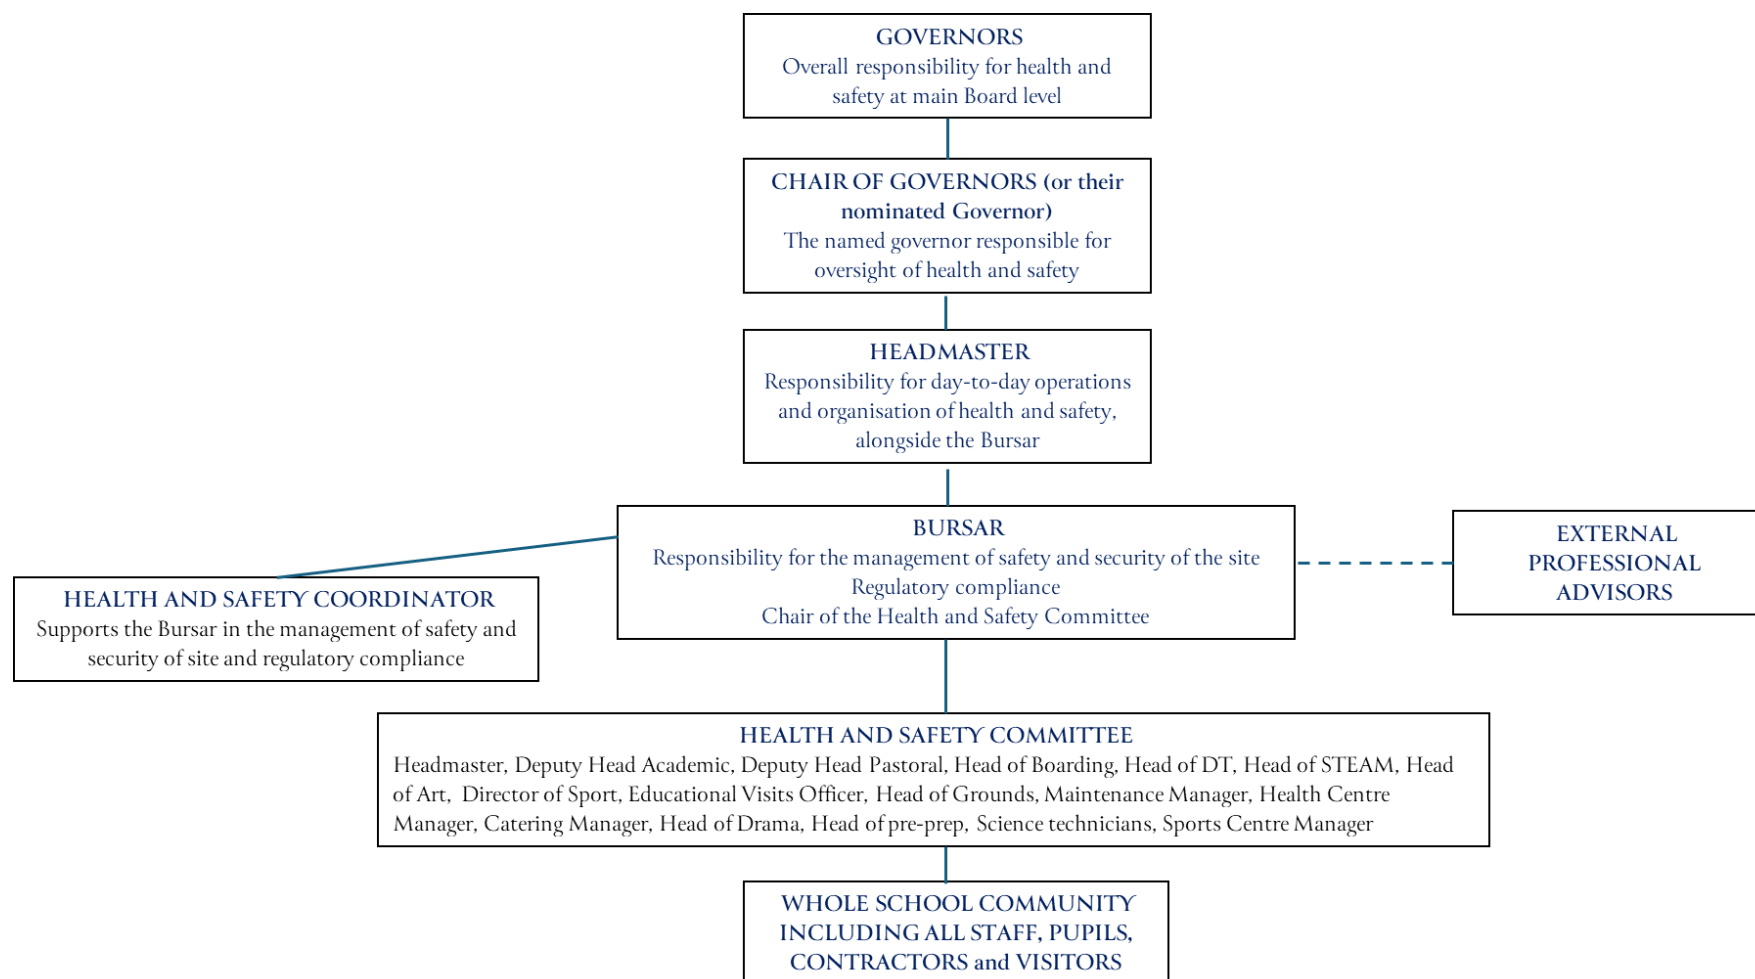 GOVERNORS
Overall responsibility for health and
safety at main Board level
CHAIR OF GOVERNORS (or their
nominated Governor)
The named governor responsible for
oversight of health and safety
HEADMASTER
Responsibility for day-to-day operations
and organisation of health and safety,
alongside the Bursar
BURSAR
Responsibility for the management of safety and security of the site
Regulatory compliance
Chair of the Health and Safety Committee
EXTERNAL
PROFESSIONAL
ADVISORS
HEALTH AND SAFETY COORDINATOR
Supports the Bursar in the management of safety and
security of site and regulatory compliance
HEALTH AND SAFETY COMMITTEE
Headmaster, Deputy Head Academic, Deputy Head Pastoral, Head of Boarding, Head of DT, Head of STEAM, Head
of Art, Director of Sport, Educational Visits Officer, Head of Grounds, Maintenance Manager, Health Centre
Manager, Catering Manager, Head of Drama, Head of pre-prep, Science technicians, Sports Centre Manager
WHOLE SCHOOL COMMUNITY
INCLUDING ALL STAFF, PUPILS,
CONTRACTORS and VISITORS